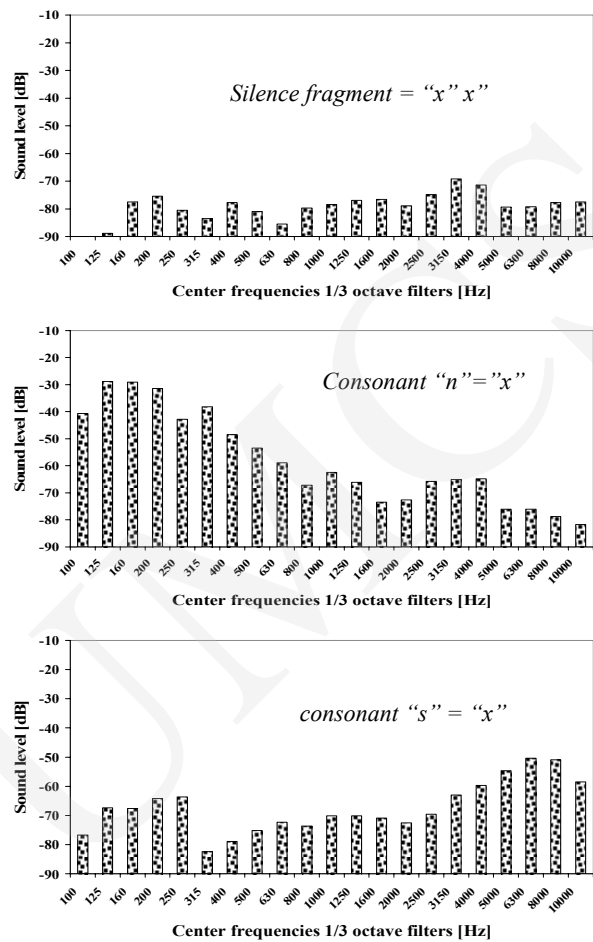 -10
-20
-30
-40
-50
-60
-70
-80
-90
Sound level [dB]
Silence fragment = “x” x”
100 125 160 200 250 315 400 500 630 800 1000 1250 1600 2000 2500 3150 4000 5000 6300 8000 10000
Center frequencies 1/3 octave filters [Hz]
-10
-20
-30
-40
-50
-60
-70
-80
-90
Sound level [dB]
Consonant “n”=”x”
100 125 160 200 250 315 400 500 630 800 1000 1250 1600 2000 2500 3150 4000 5000 6300 8000 10000
Center frequencies 1/3 octave filters [Hz]
-10
-20
-30
-40
-50
-60
-70
-80
-90
Sound level [dB]
consonant “s” = “x”
100 125 160 200 250 315 400 500 630 800 1000 1250 1600 2000 2500 3150 4000 5000 6300 8000 10000
Center frequencies 1/3 octave filters [Hz]
UMCS